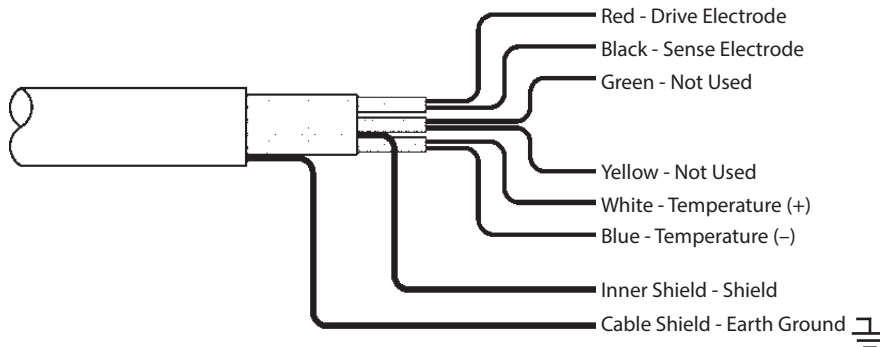 Red - Drive Electrode
Black - Sense Electrode
Green - Not Used
Yellow - Not Used
White - Temperature (+)
Blue - Temperature (–)
Inner Shield - Shield
Cable Shield - Earth Ground